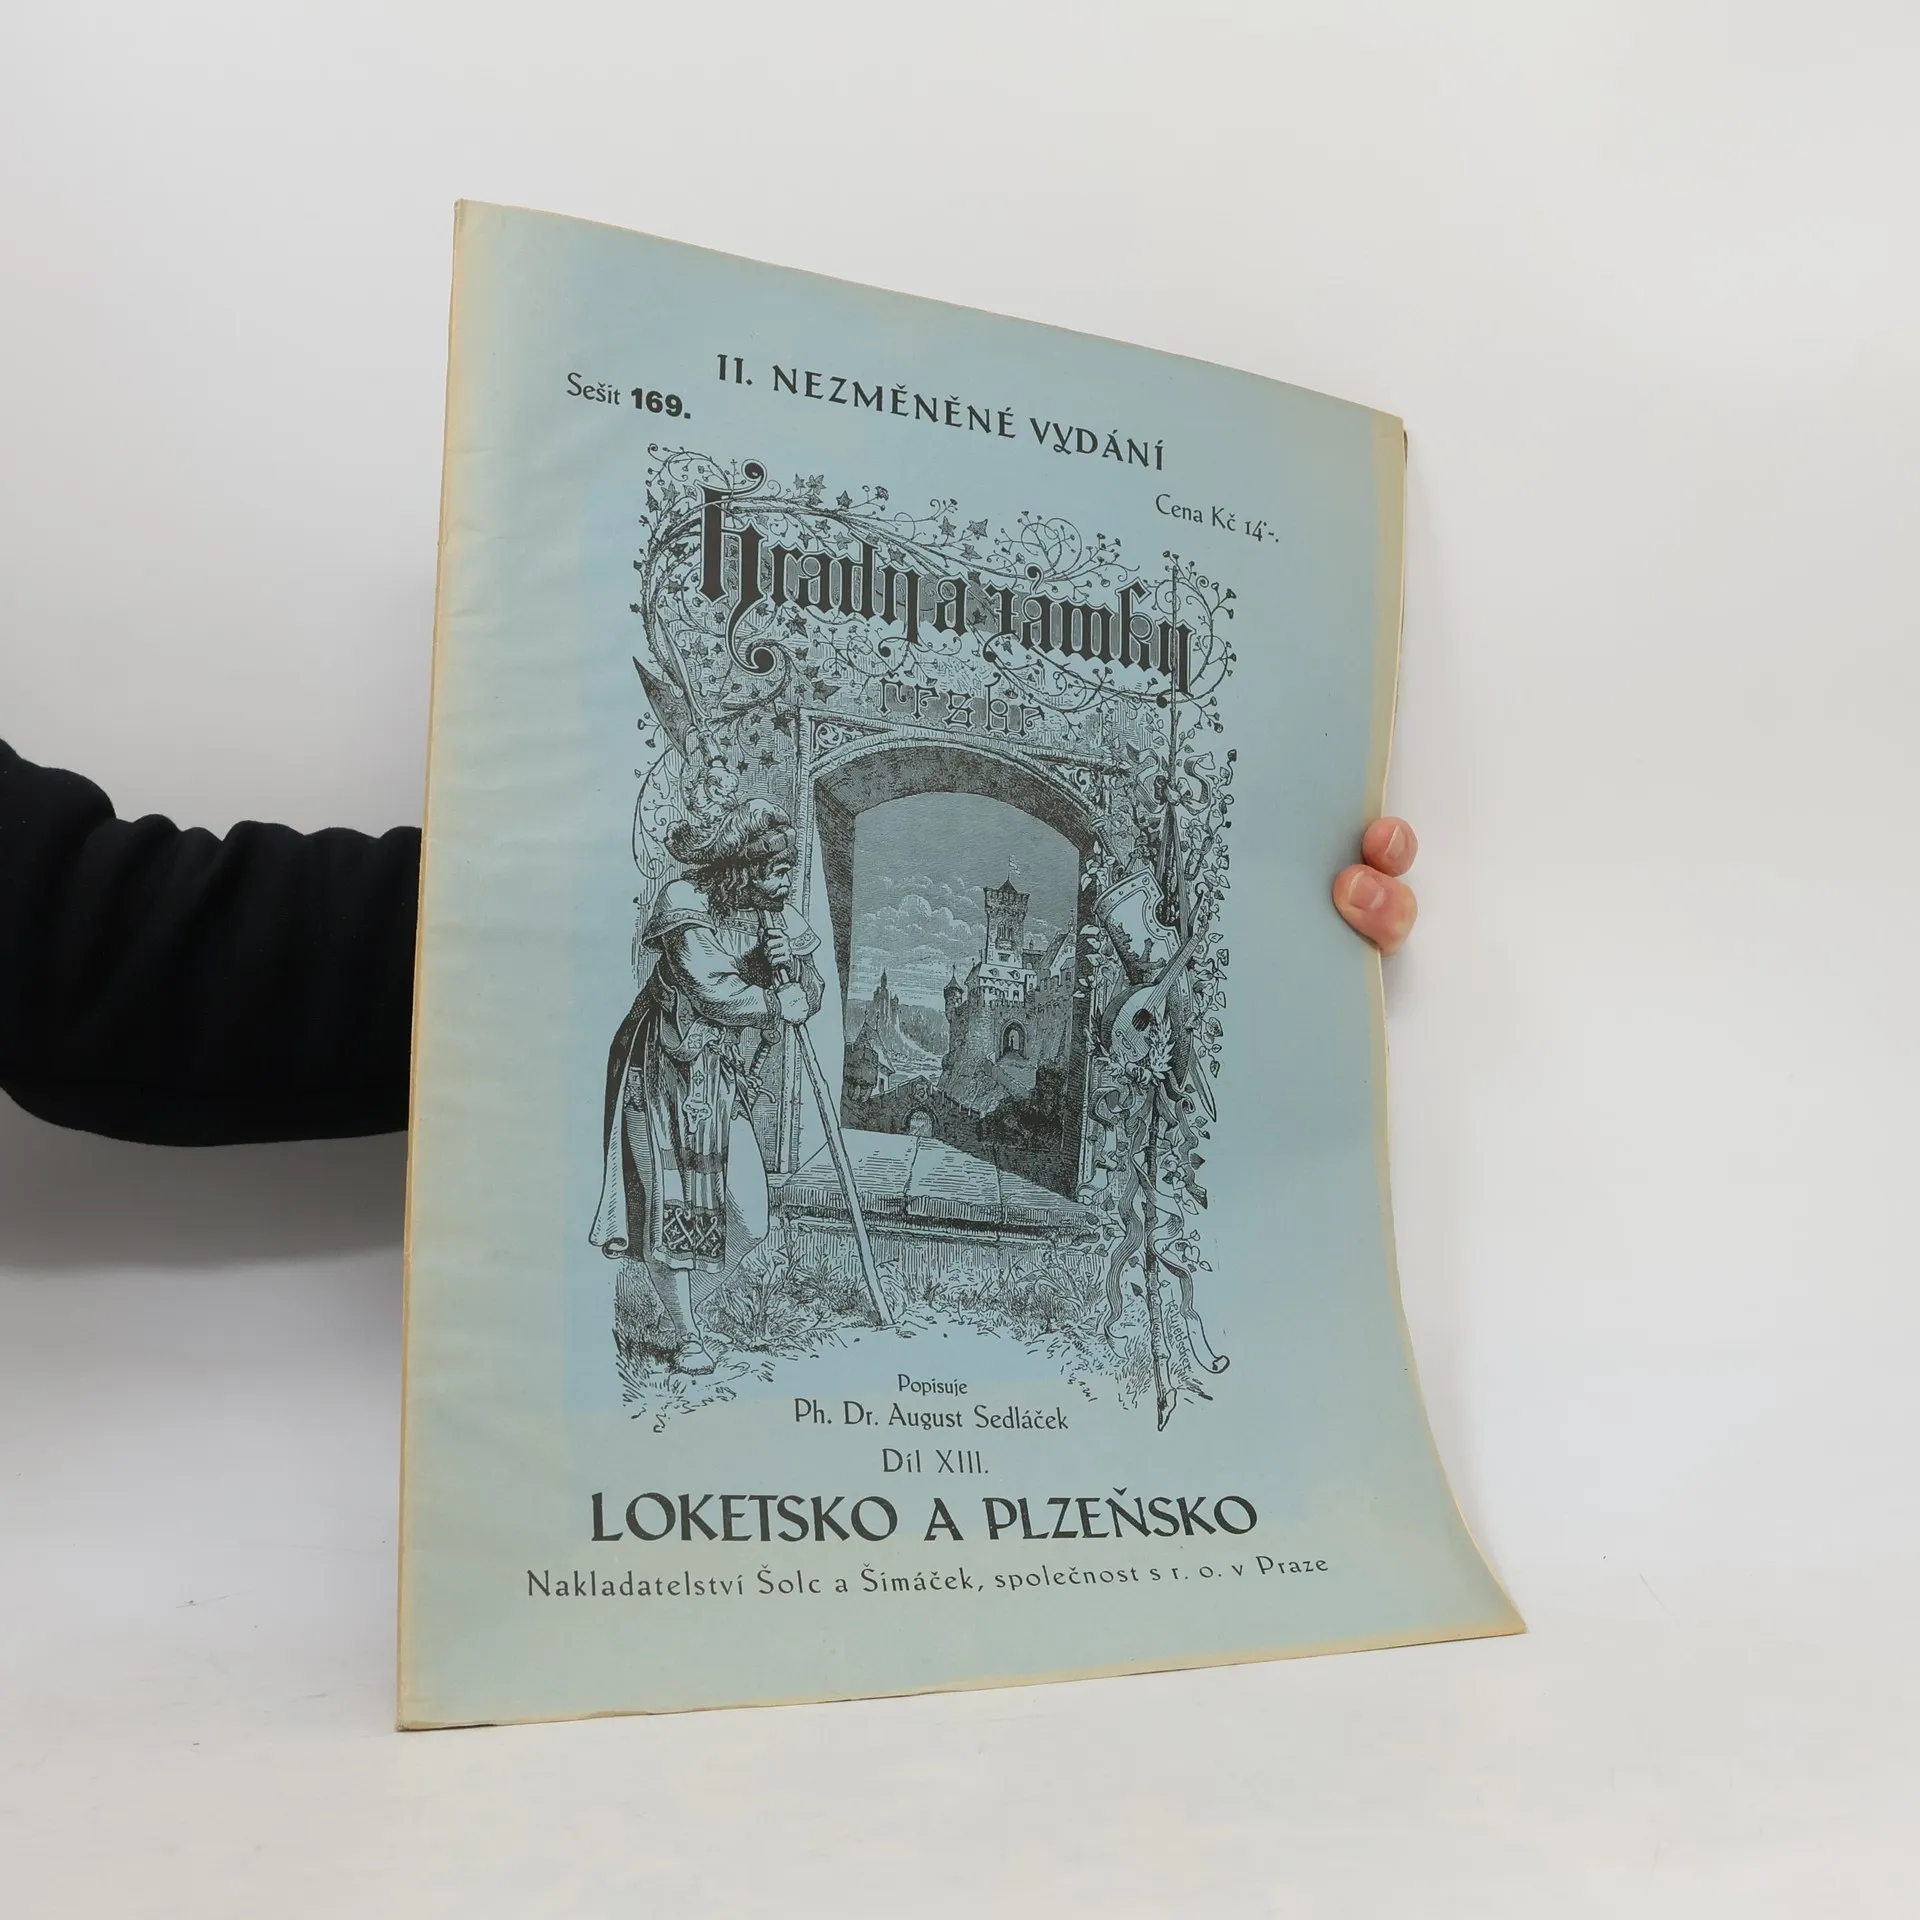 II. NEZMĚNĚNÉ VYDÁNÍ
Sešit 169.
Cena Kč 14·-.
Hrady a zámky
české
Popisuje
Ph. Dr. August Sedláček
Díl XIII.
LOKETSKO A PLZEŇSKO
Nakladatelství Šolc a Šimáček, společnost s r. o. v Praze